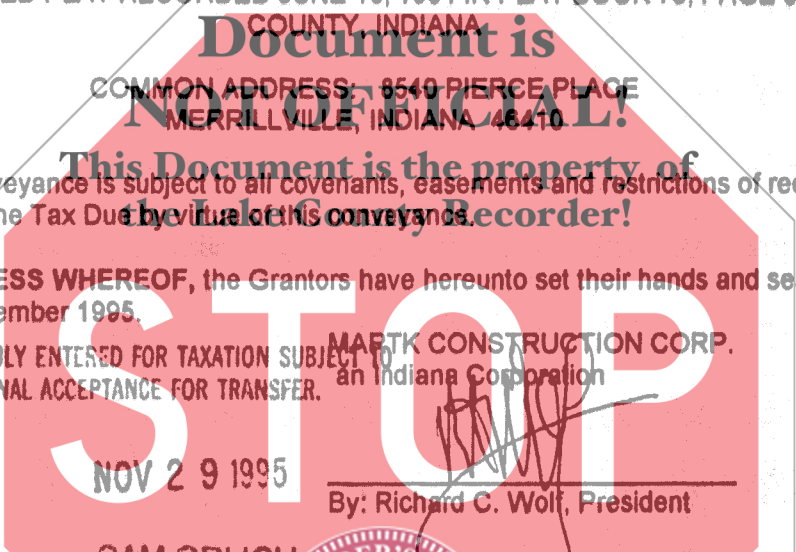 COUNTY, INDIANA
Document is
COMMON ADDRESS: 8540 PIERCE PLACE
NOT OFFICIAL!
MERRILLVILLE, INDIANA 46410
This Document is the property of
eyance is subject to all covenants, easements and restrictions of rec
the Lake County Recorder!
ne Tax Due by virtue of this conveyance.
ESS WHEREOF, the Grantors have hereunto set their hands and se
ember 1995.
STOP
LY ENTERED FOR TAXATION SUBJECT TO
NAL ACCEPTANCE FOR TRANSFER.
CONSTRUCTION CORP.
an Indiana Corporation
NOV 2 9 1995
By: Richard C. Wolf, President
SAM